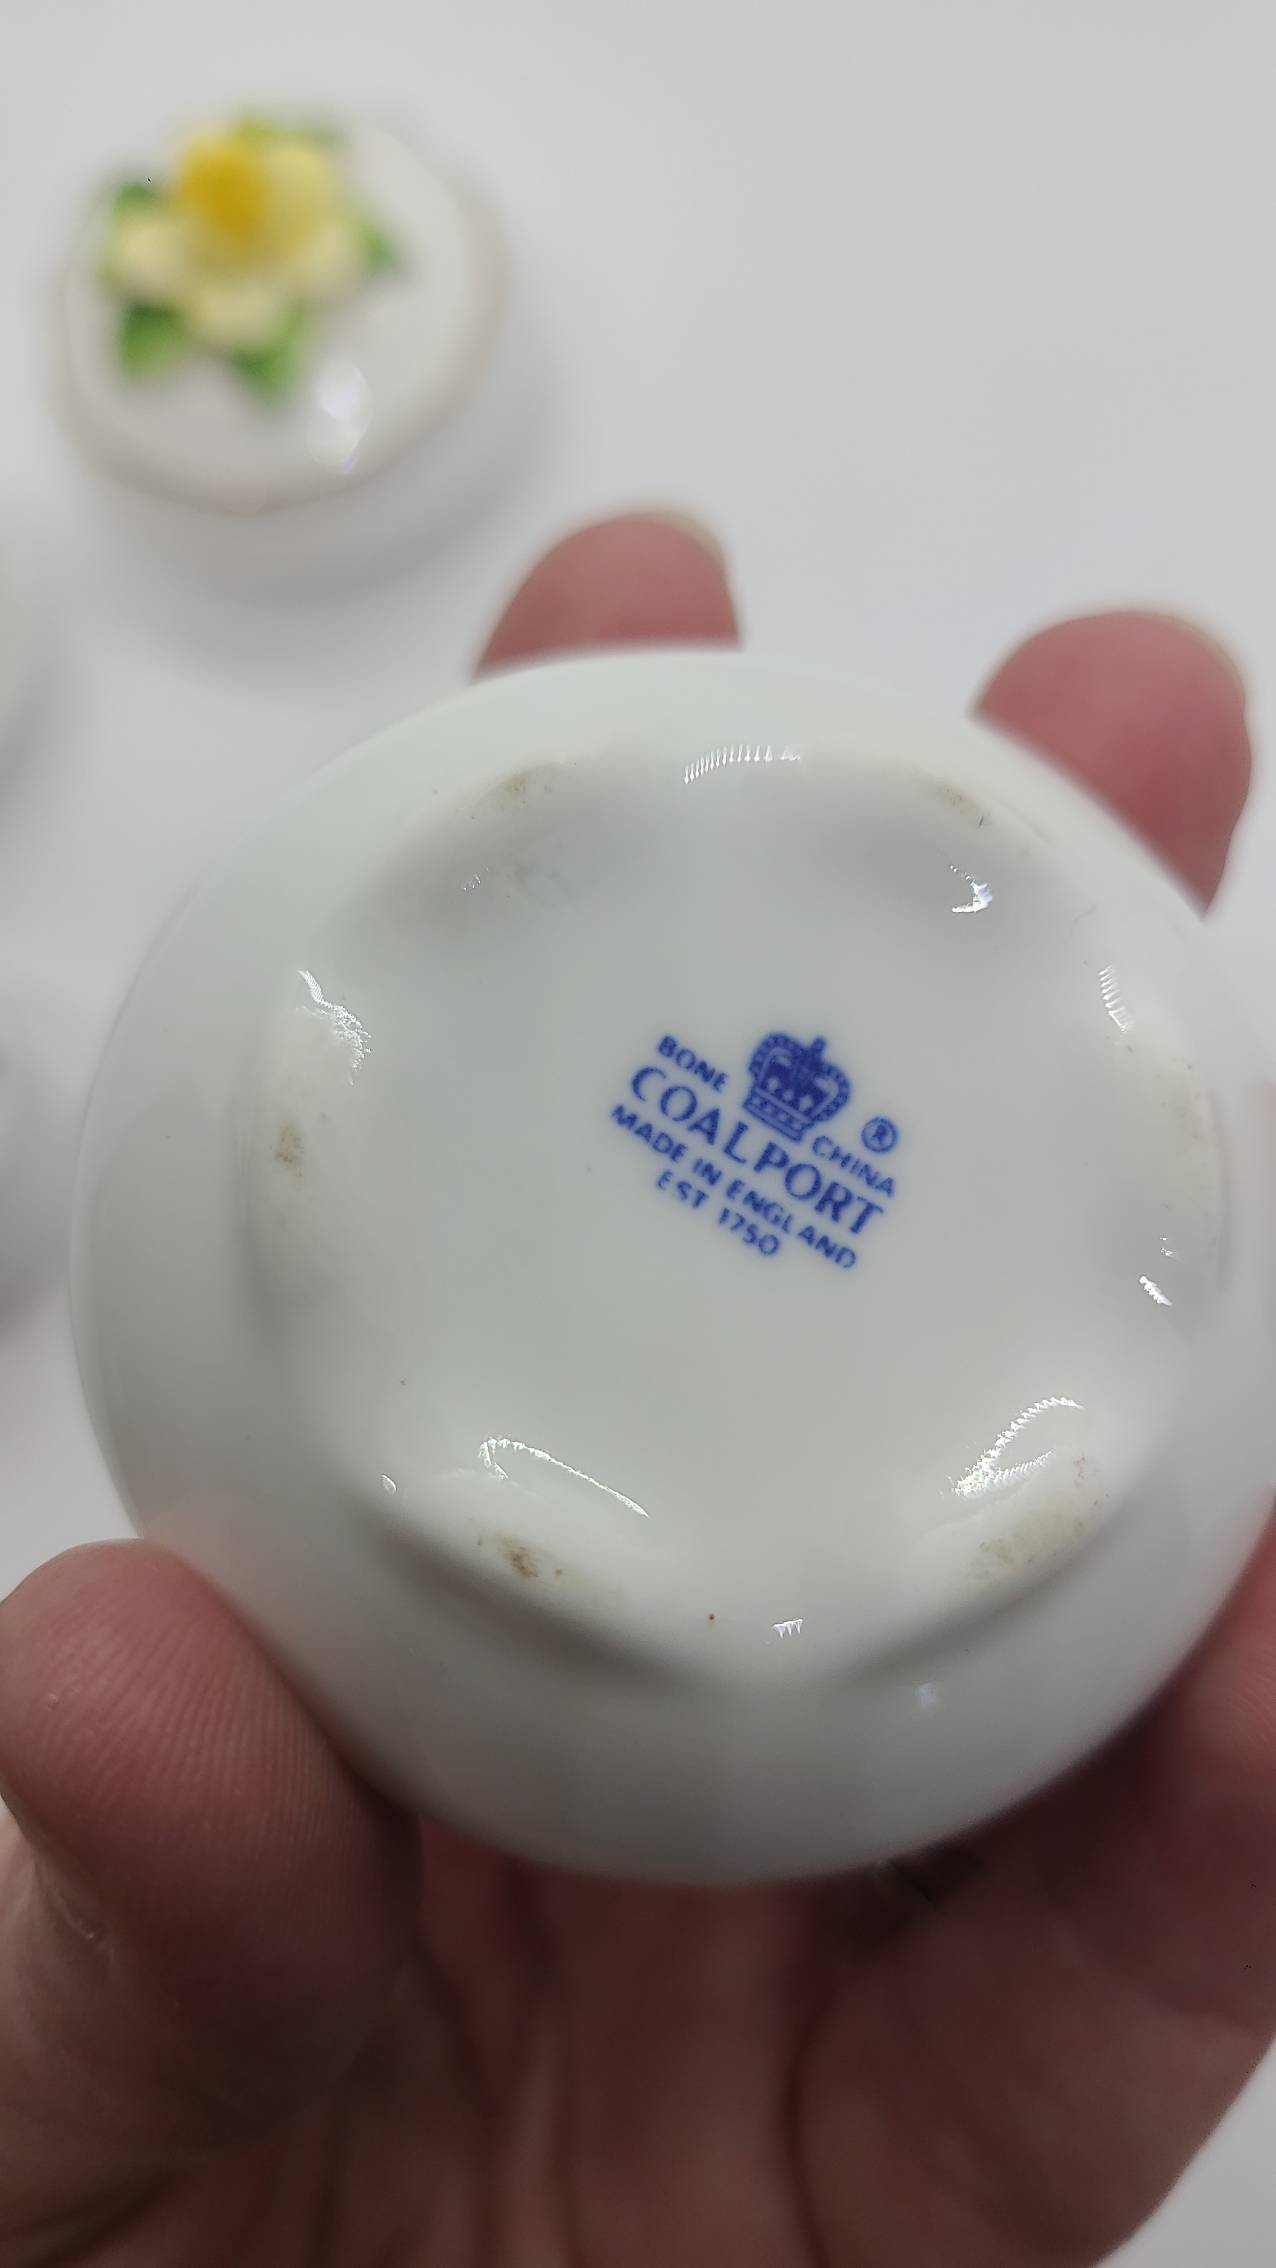 BONE CHINA ®
COALPORT
MADE IN ENGLAND
EST 1750